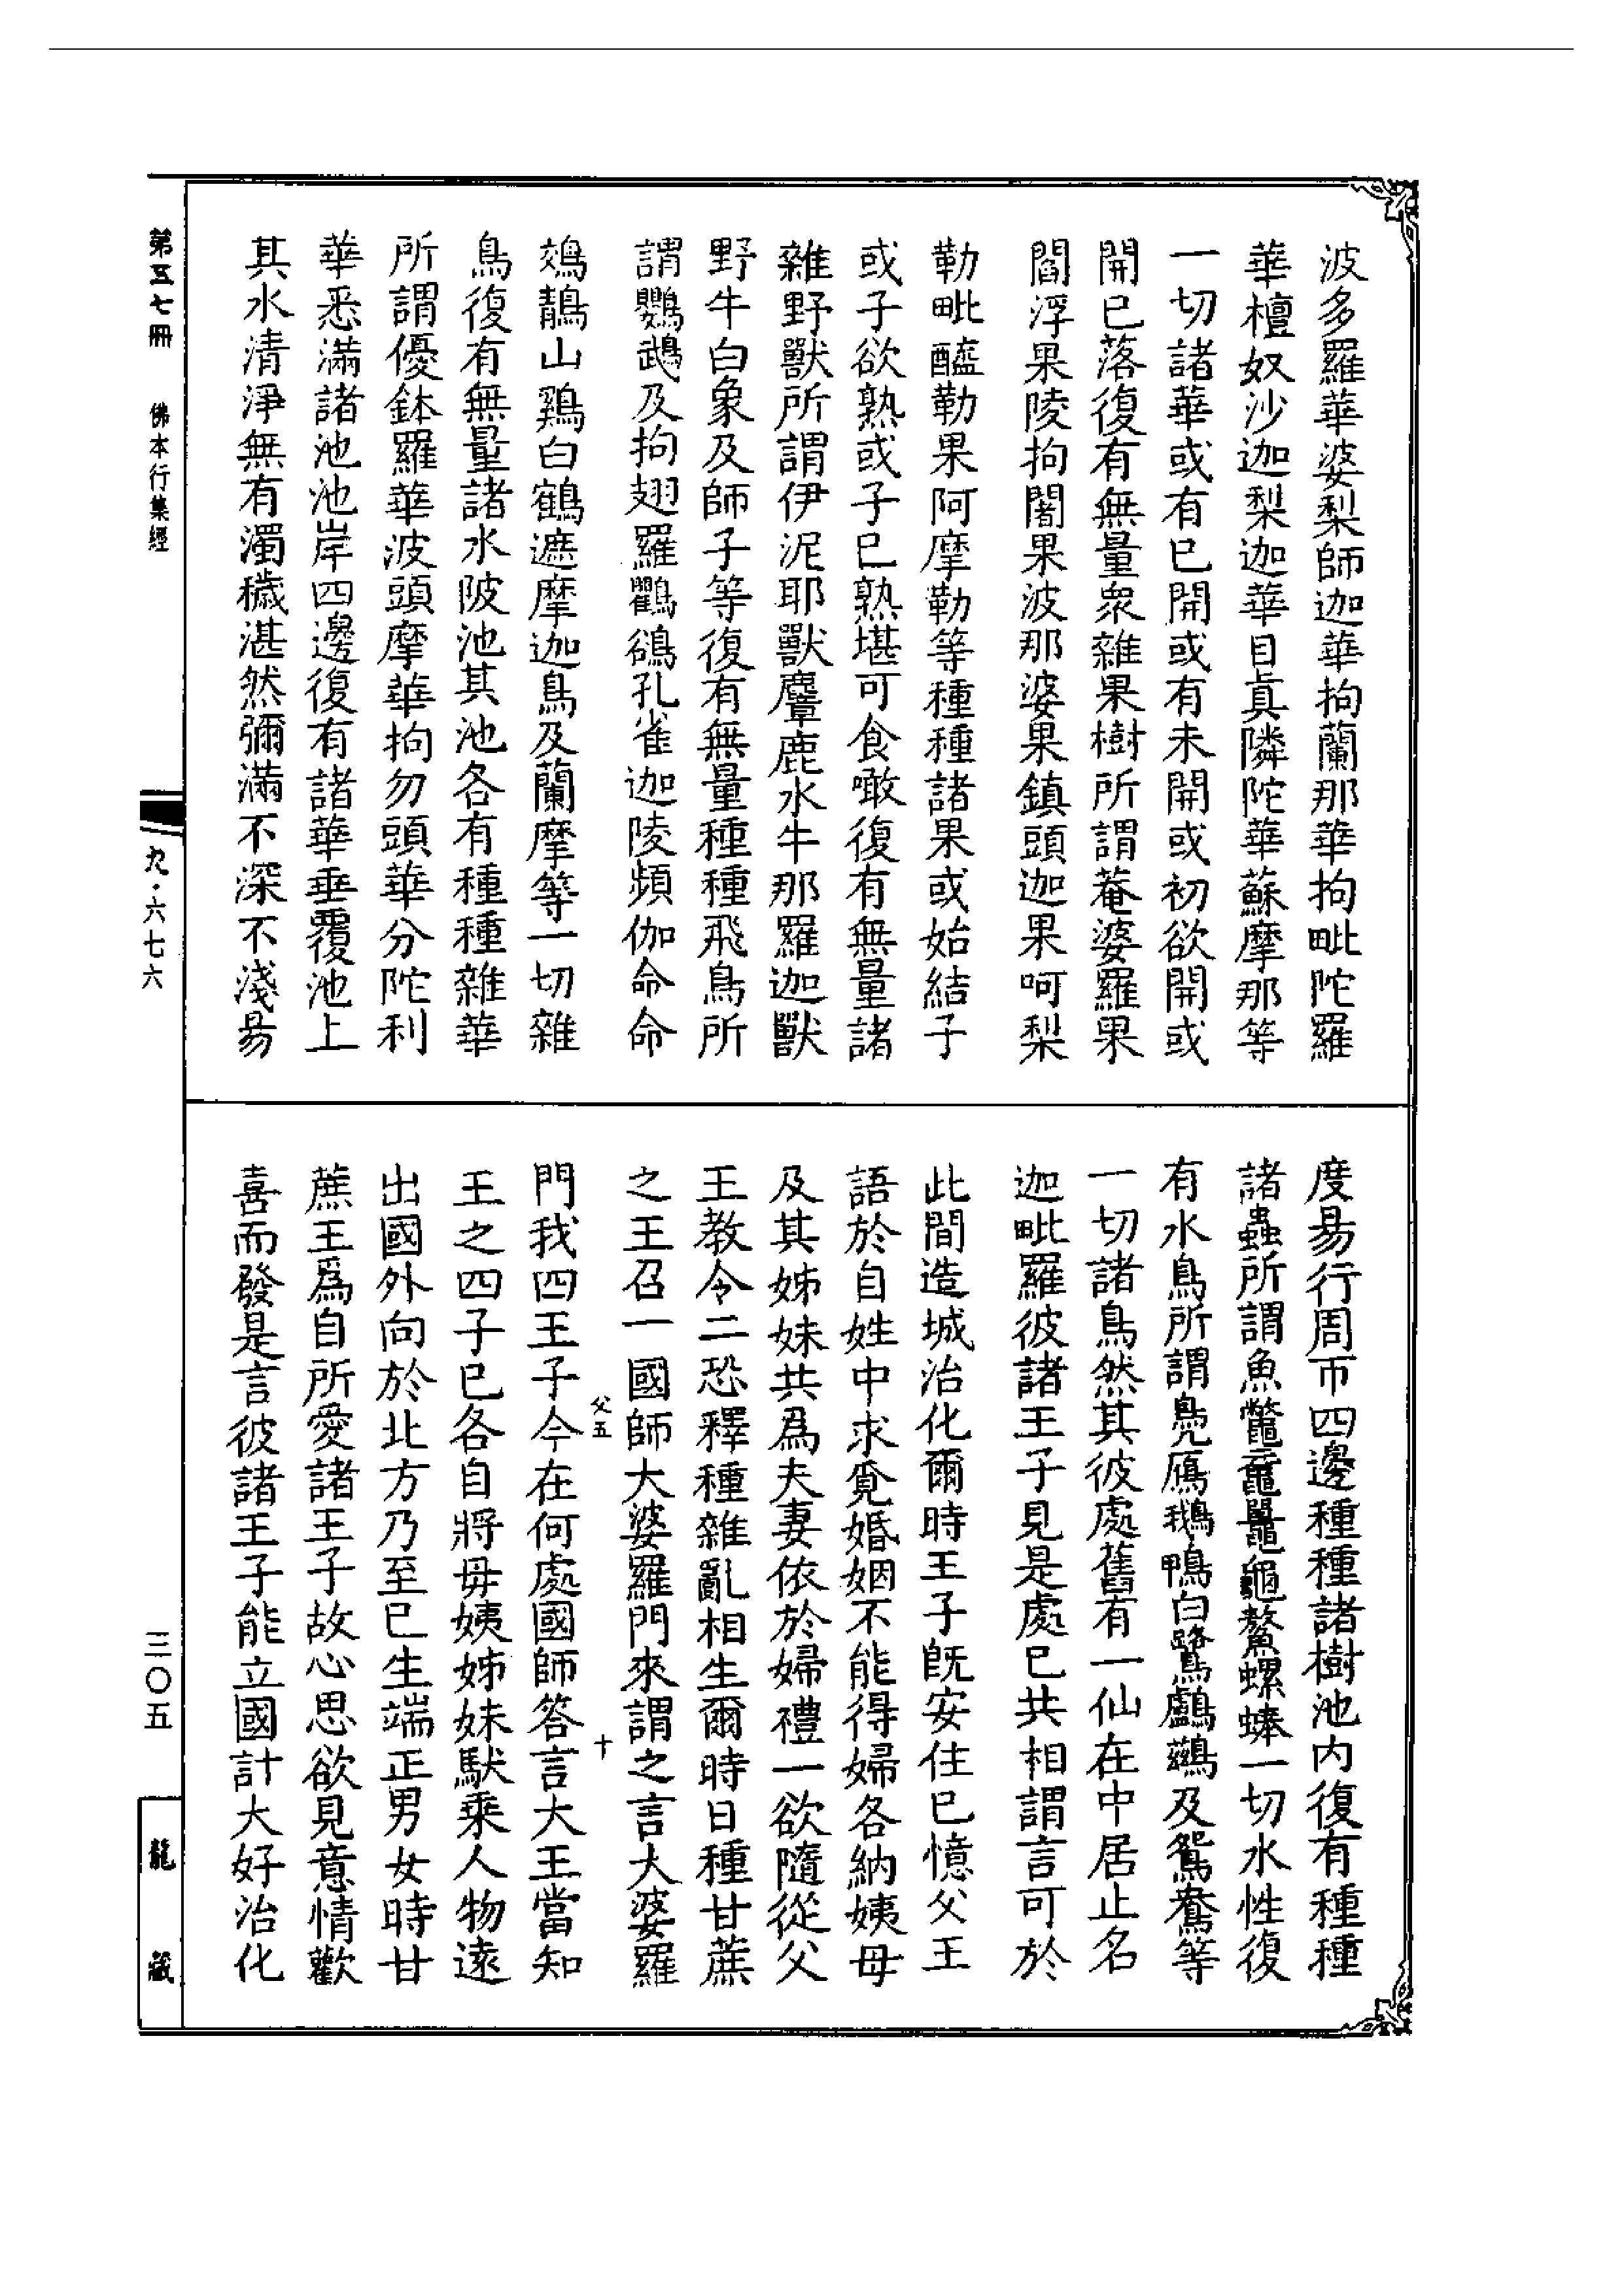 波多羅華婆梨師迦華拘蘭那華拘毗陀羅
華檀奴沙迦梨迦華目真隣陀華蘇摩那等
一切諸華或有已開或有未開或初欲開或
開已落復有無量衆雜果樹所謂菴婆羅果
閻浮果陵拘闍果波那婆果鎮頭迦果呵梨
勒毗醯勒果阿摩勒等種種諸果或始結子
或子欲熟或子已熟堪可食噉復有無量諸
雜野獸所謂伊泥耶獸麞鹿水牛那羅迦獸
野牛白象及師子等復有無量種種飛鳥所
謂鸚鵡及拘翅羅鸜鵒孔雀迦陵頻伽命命
鵁鶄山鷄白鶴遮摩迦鳥及蘭摩等一切雜
鳥復有無量諸水陂池其池各有種種雜華
所謂優鉢羅華波頭摩華拘勿頭華分陀利
華悉滿諸池池岸四邊復有諸華垂覆池上
其水清淨無有濁穢湛然彌滿不深不淺易
度易行周帀四邊種種諸樹池內復有種種
諸蟲所謂魚鼈黿鼉龜鼇螺蜯一切水性復
有水鳥所謂鳧鴈鵝鴨白鷺鸕鷀及鴛鴦等
一切諸鳥然其彼處舊有一仙在中居止名
迦毗羅彼諸王子見是處已共相謂言可於
此間造城治化爾時王子旣安住已憶父王
語於自姓中求覓婚姻不能得婦各納姨母
及其姊妹共爲夫妻依於婦禮一欲隨從父
王教令二恐釋種雜亂相生爾時日種甘蔗
之王召一國師大婆羅門來謂之言大婆羅
門我四王子今在何處國師答言大王當知
王之四子已各自將毋姨姊妹駄乘人物遠
出國外向於北方乃至已生端正男女時甘
蔗王爲自所愛諸王子故心思欲見意情歡
喜而發是言彼諸王子能立國計大好治化
父五
十
第五七冊
佛本行集經
九·六七六
三〇五
龍藏